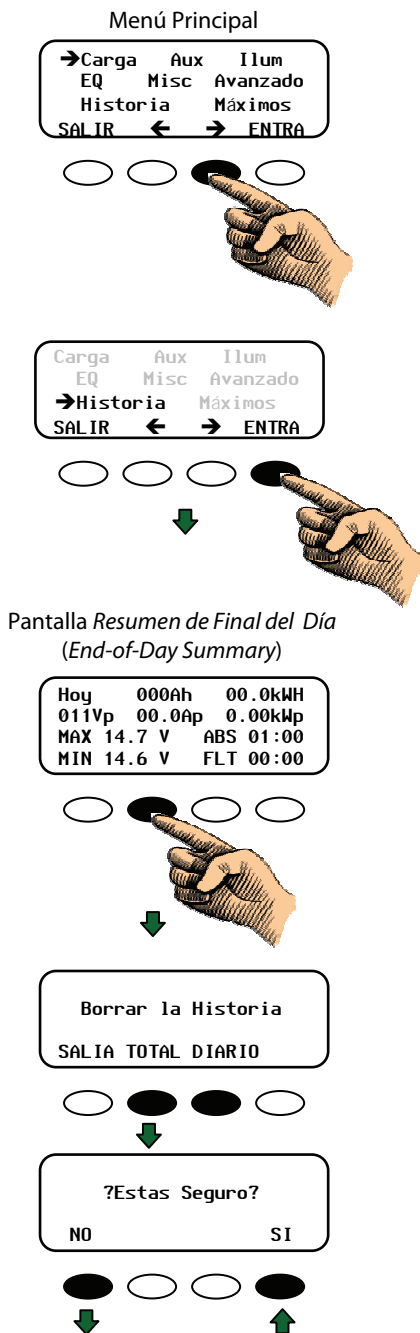 Menú Principal
➔Carga Aux Ilum
EQ Misc Avanzado
Historia Máximos
SALIR ← → ENTRA
Carga Aux Ilum
EQ Misc Avanzado
➔Historia Máximos
SALIR ← → ENTRA
Pantalla Resumen de Final del Día
(End-of-Day Summary)
Hoy 000Ah 00.0kWH
011Vp 00.0Ap 0.00kWp
MAX 14.7 V ABS 01:00
MIN 14.6 V FLT 00:00
Borrar la Historia
SALIA TOTAL DIARIO
?Estas Seguro?
NO SI